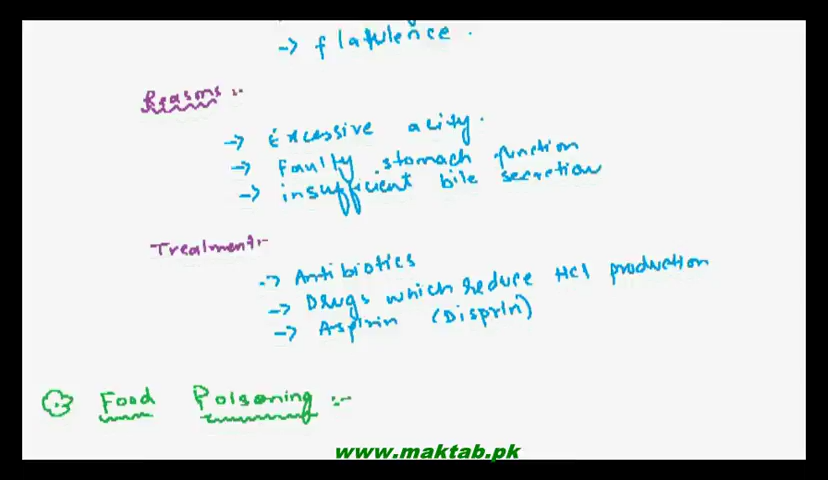 -> flatulence.
Reasons:-
-> Excessive acity.
-> Faulty stomach function
-> insufficient bile secretion
Treatment:-
-> Antibiotics
-> Drugs which reduce HCl production
-> Aspirin (Disprin)
Food Poisoning :-
www.maktab.pk